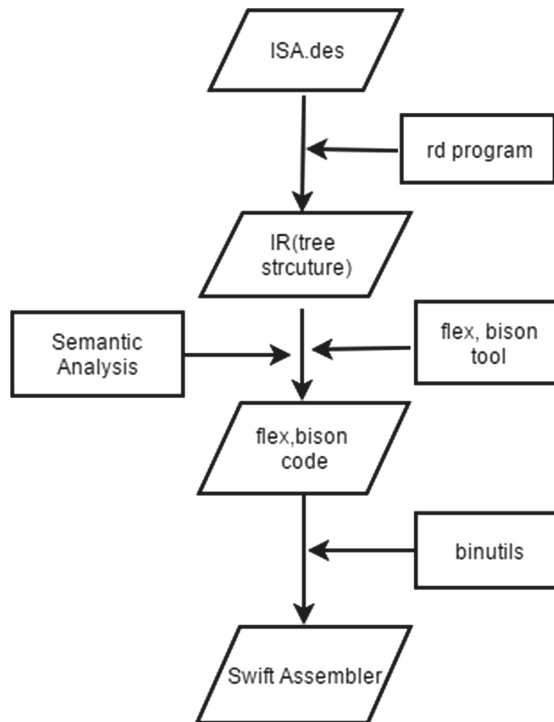 ISA.des
rd program
IR(tree
strcuture)
Semantic
Analysis
flex, bison
tool
flex,bison
code
binutils
Swift Assembler